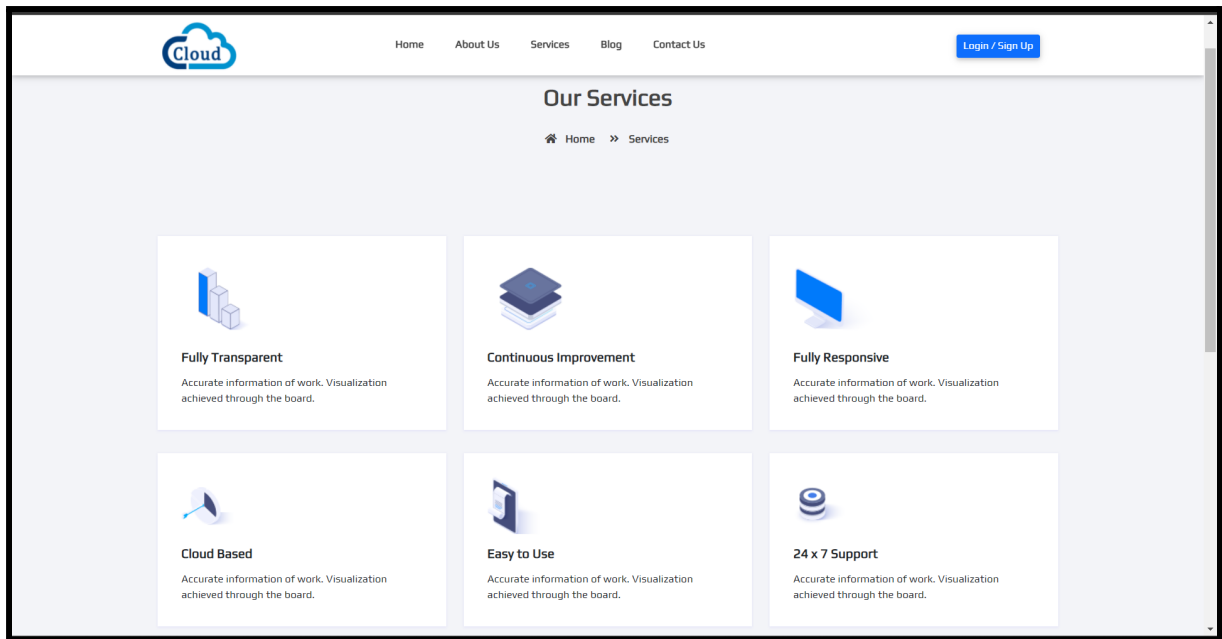 Cloud
Home About Us Services Blog Contact Us Login / Sign Up
Our Services
Home » Services
Fully Transparent
Accurate information of work. Visualization
achieved through the board.
Continuous Improvement
Accurate information of work. Visualization
achieved through the board.
Fully Responsive
Accurate information of work. Visualization
achieved through the board.
Cloud Based
Accurate information of work. Visualization
achieved through the board.
Easy to Use
Accurate information of work. Visualization
achieved through the board.
24 x 7 Support
Accurate information of work. Visualization
achieved through the board.